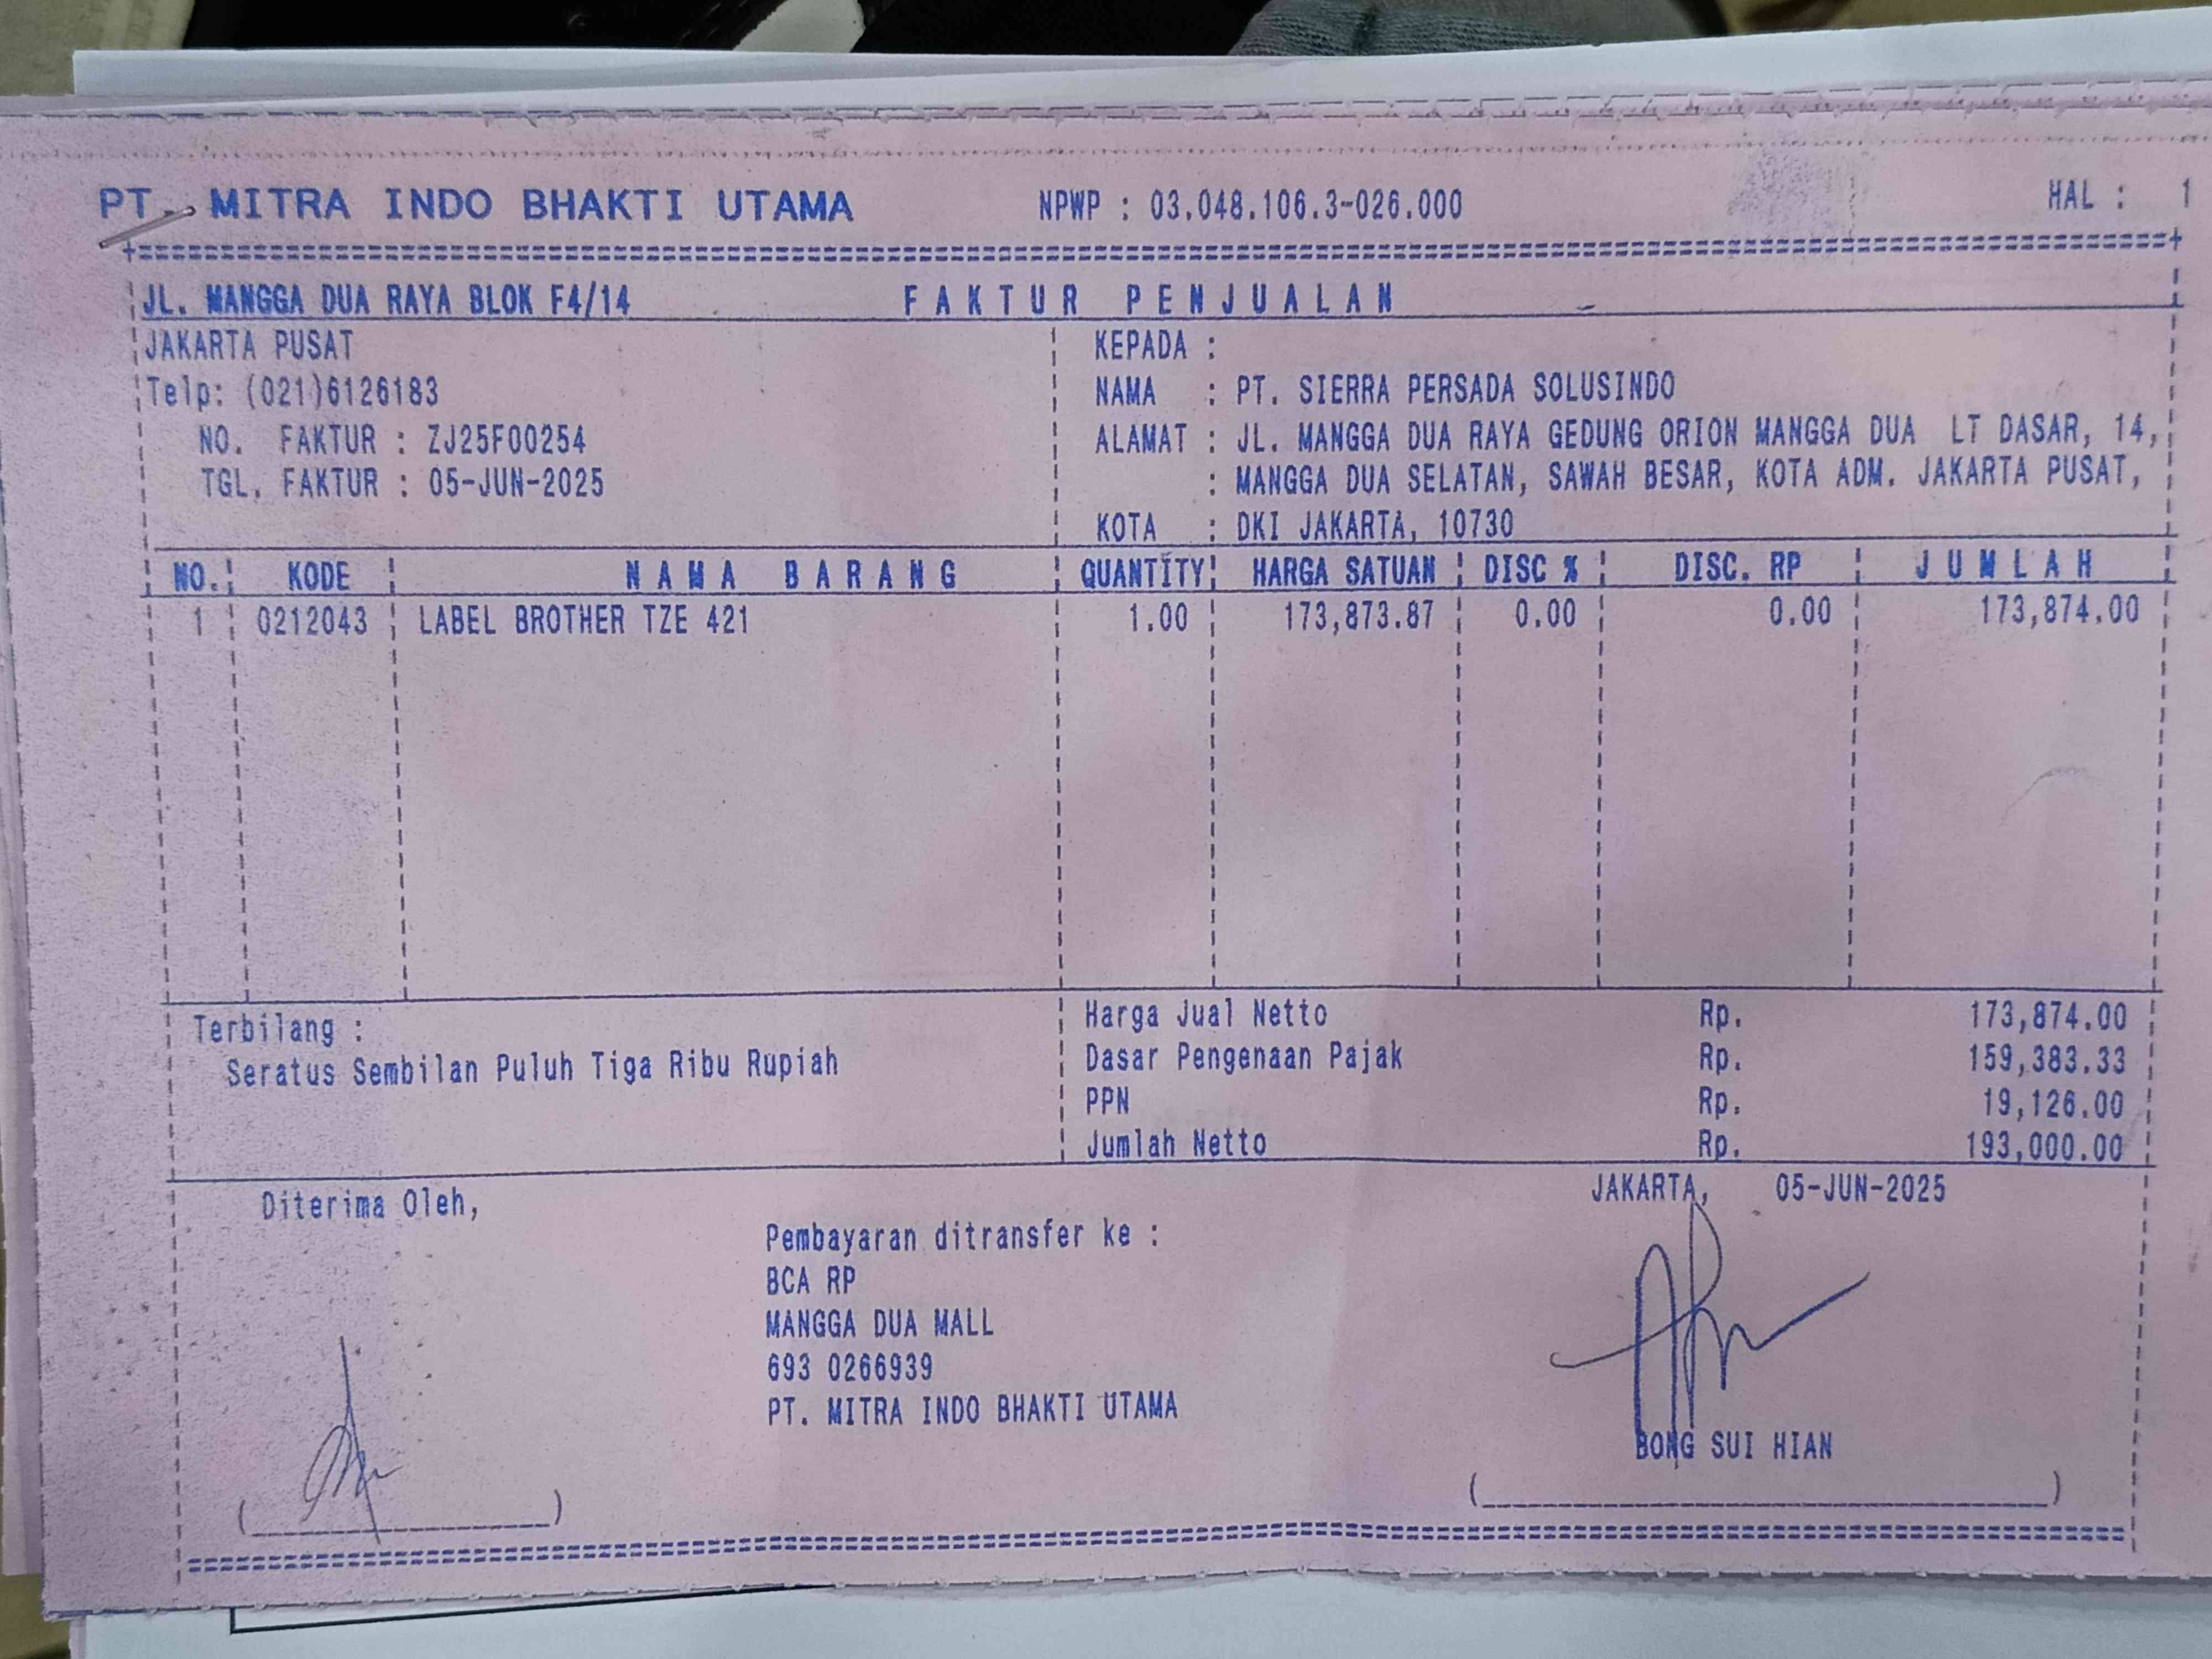 PT. MITRA INDO BHAKTI UTAMA NPWP : 03.048.106.3-026.000 HAL : 1
JL. MANGGA DUA RAYA BLOK F4/14 FAKTUR PENJUALAN
JAKARTA PUSAT
Telp: (021)6126183
NO. FAKTUR : ZJ25F00254
TGL. FAKTUR : 05-JUN-2025
KEPADA :
NAMA : PT. SIERRA PERSADA SOLUSINDO
ALAMAT : JL. MANGGA DUA RAYA GEDUNG ORION MANGGA DUA LT DASAR, 14,
: MANGGA DUA SELATAN, SAWAH BESAR, KOTA ADM. JAKARTA PUSAT,
KOTA : DKI JAKARTA, 10730
NO. KODE NAMA BARANG QUANTITY HARGA SATUAN DISC % DISC. RP JUMLAH
1 0212043 LABEL BROTHER TZE 421 1.00 173,873.87 0.00 0.00 173,874.00
Terbilang :
Seratus Sembilan Puluh Tiga Ribu Rupiah
Harga Jual Netto Rp. 173,874.00
Dasar Pengenaan Pajak Rp. 159,383.33
PPN Rp. 19,126.00
Jumlah Netto Rp. 193,000.00
Diterima Oleh,
Pembayaran ditransfer ke :
BCA RP
MANGGA DUA MALL
693 0266939
PT. MITRA INDO BHAKTI UTAMA
JAKARTA, 05-JUN-2025
BONG SUI HIAN